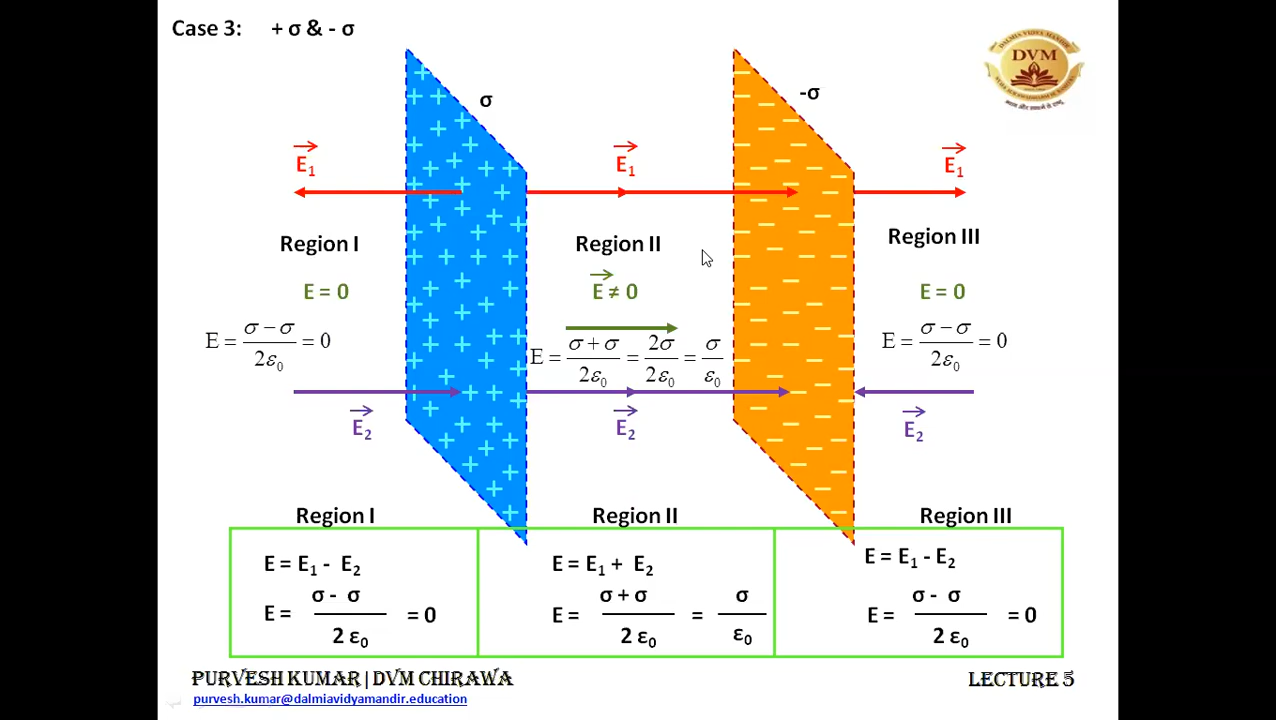 Case 3: + σ & - σ
DVM
σ
-σ
E₁
E₁
E₁
Region I
Region II
Region III
E = 0
E ≠ 0
E = 0
E = (σ − σ)/(2ε₀) = 0
E = (σ + σ)/(2ε₀) = 2σ/(2ε₀) = σ/ε₀
E = (σ − σ)/(2ε₀) = 0
E₂
E₂
E₂
Region I
Region II
Region III
E = E₁ - E₂
E = E₁ + E₂
E = E₁ - E₂
E = (σ - σ)/(2 ε₀) = 0
E = (σ + σ)/(2 ε₀) = σ/ε₀
E = (σ - σ)/(2 ε₀) = 0
PURVESH KUMAR | DVM CHIRAWA
LECTURE 5
purvesh.kumar@dalmiavidyamandir.education